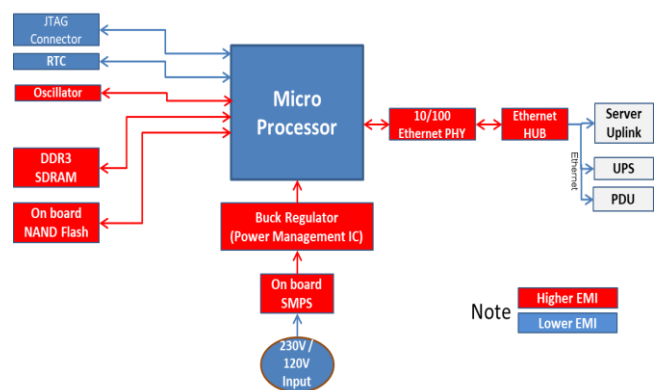 JTAG
Connector
RTC
Oscillator
DDR3
SDRAM
On board
NAND Flash
Micro
Processor
10/100
Ethernet PHY
Ethernet
HUB
Ethernet
Server
Uplink
UPS
PDU
Buck Regulator
(Power Management IC)
On board
SMPS
230V /
120V
Input
Note
Higher EMI
Lower EMI